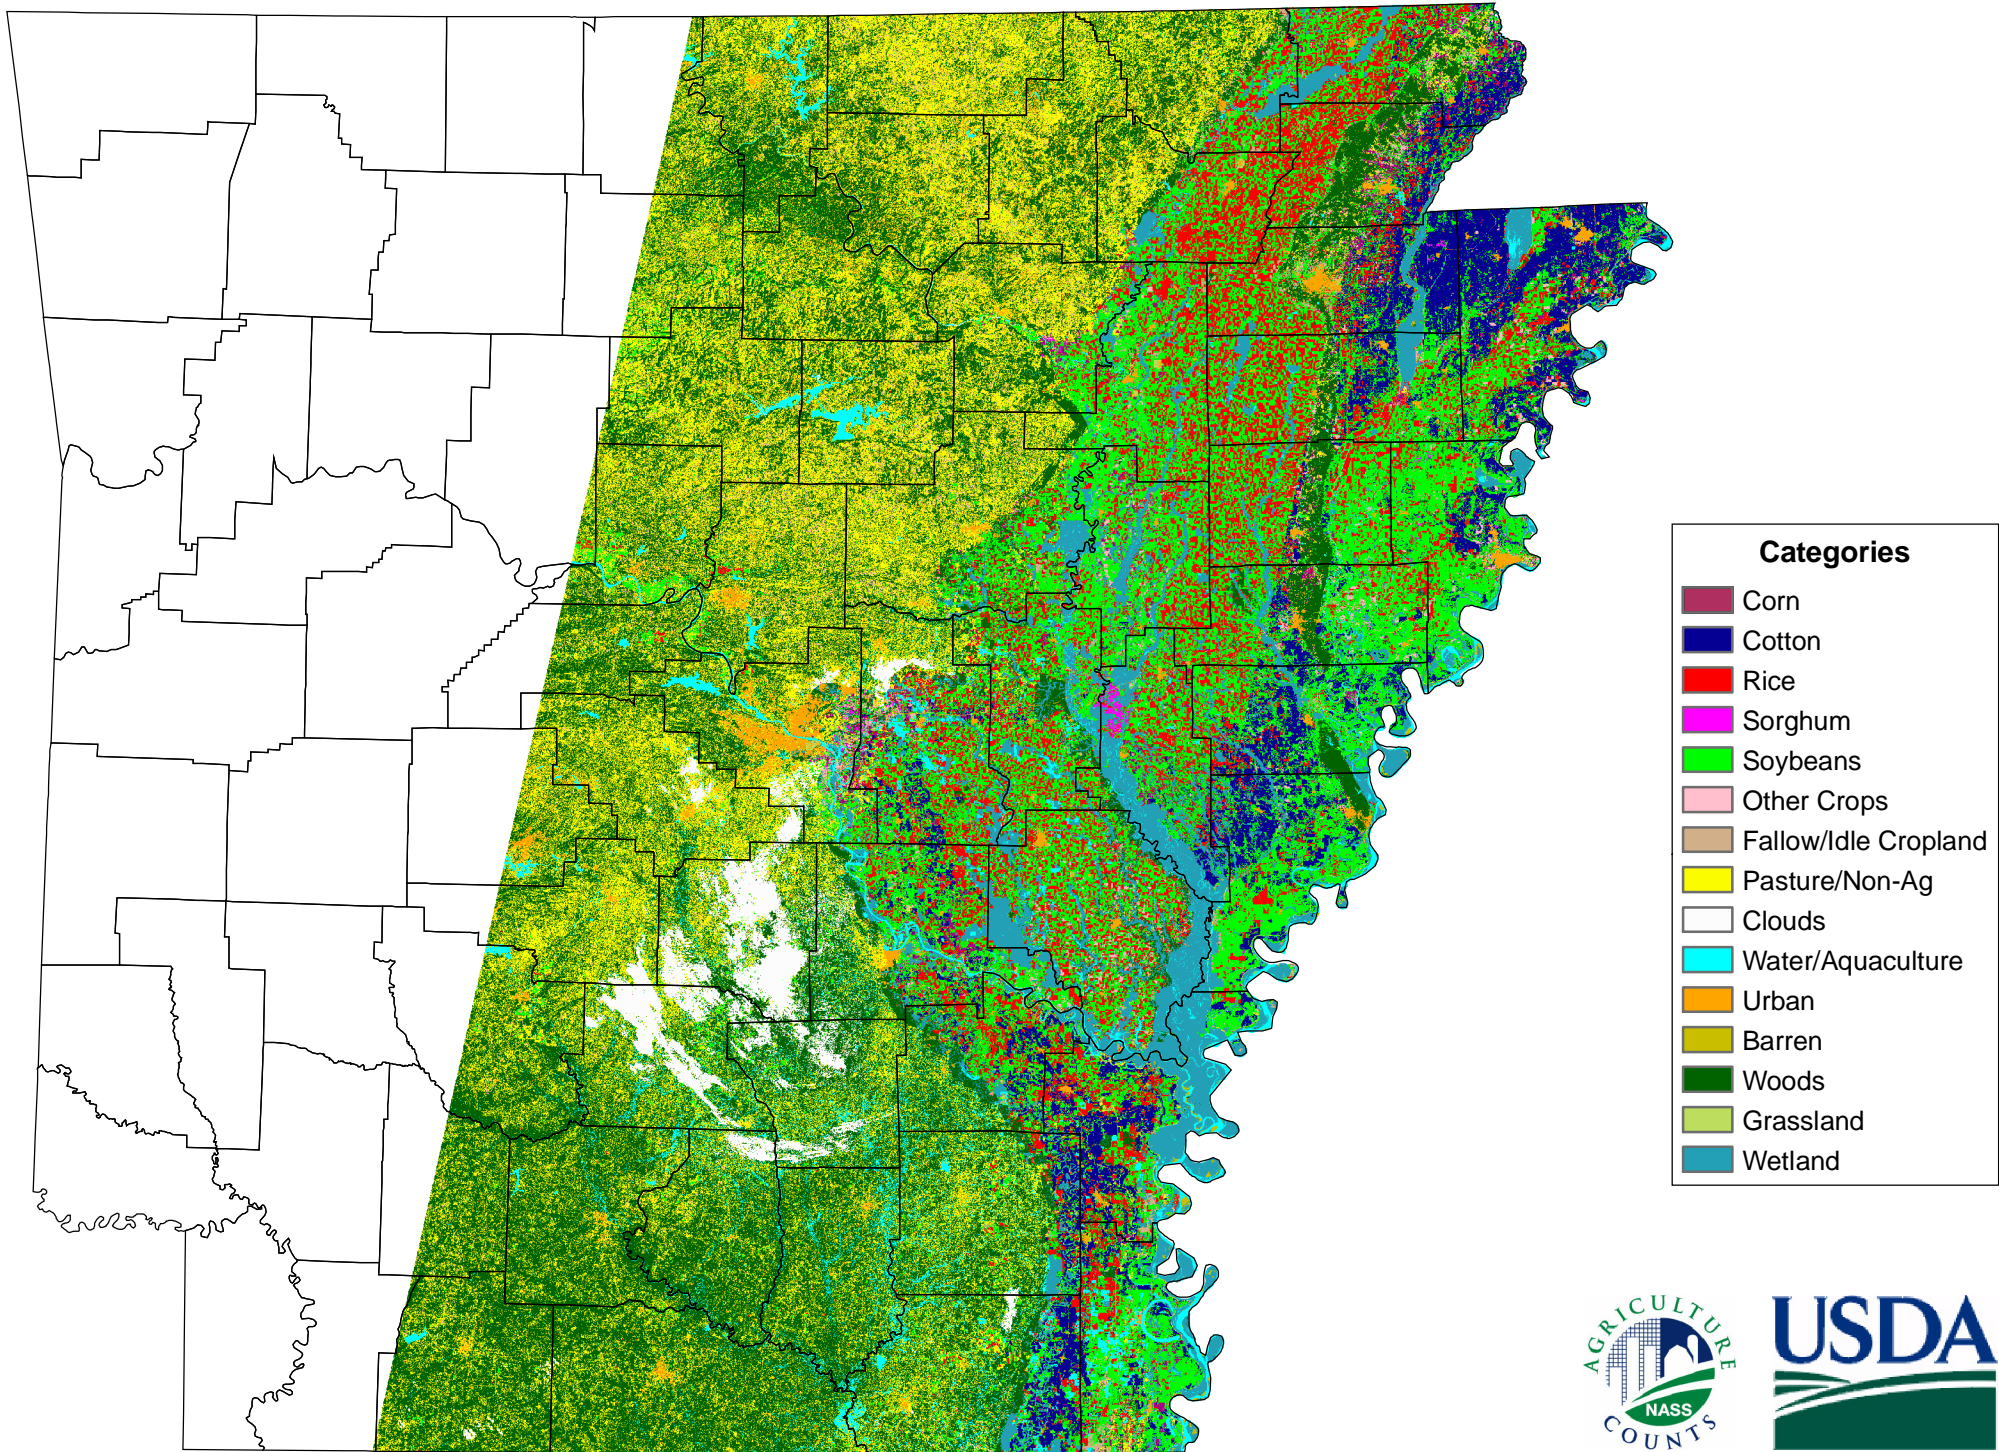 Categories
Corn
Cotton
Rice
Sorghum
Soybeans
Other Crops
Fallow/Idle Cropland
Pasture/Non-Ag
Clouds
Water/Aquaculture
Urban
Barren
Woods
Grassland
Wetland
AGRICULTURE
NASS
COUNTS
USDA